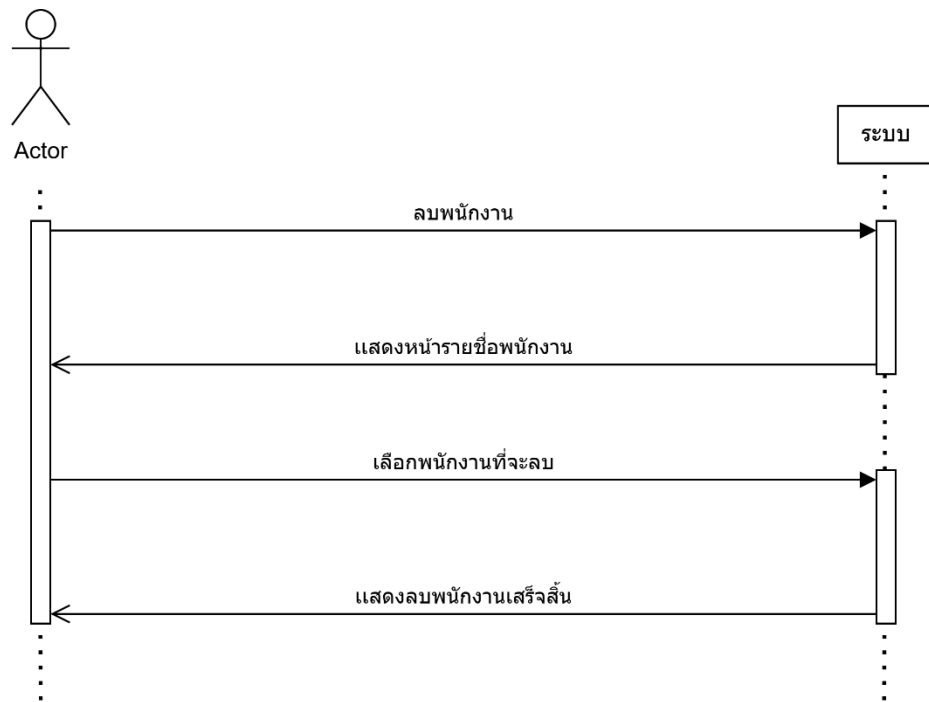 Actor
ระบบ
ลบพนักงาน
แสดงหน้ารายชื่อพนักงาน
เลือกพนักงานที่จะลบ
แสดงลบพนักงานเสร็จสิ้น